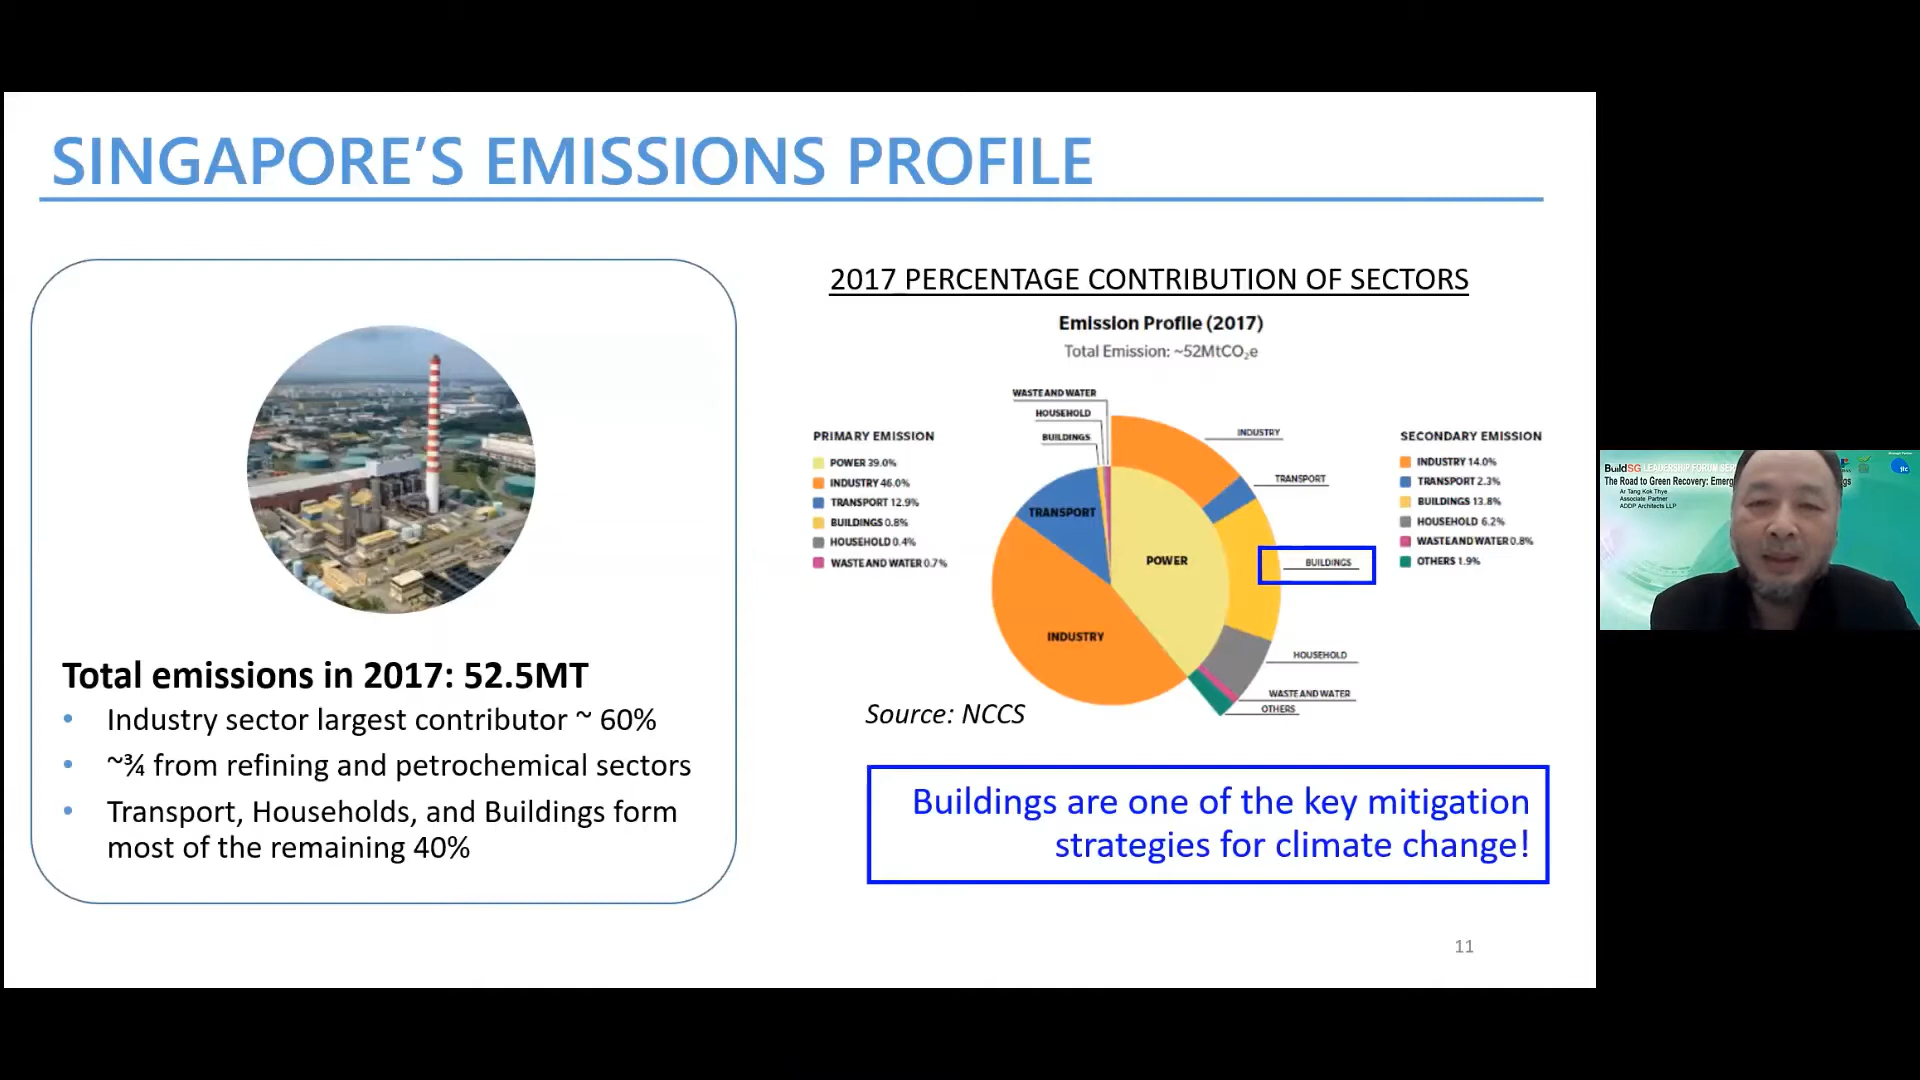 SINGAPORE’S EMISSIONS PROFILE
Total emissions in 2017: 52.5MT
• Industry sector largest contributor ~ 60%
• ~¾ from refining and petrochemical sectors
• Transport, Households, and Buildings form
most of the remaining 40%
2017 PERCENTAGE CONTRIBUTION OF SECTORS
Emission Profile (2017)
Total Emission: ~52MtCO₂e
PRIMARY EMISSION
POWER 39.0%
INDUSTRY 46.0%
TRANSPORT 12.9%
BUILDINGS 0.8%
HOUSEHOLD 0.4%
WASTE AND WATER 0.7%
WASTE AND WATER
HOUSEHOLD
BUILDINGS
TRANSPORT
POWER
INDUSTRY
INDUSTRY
TRANSPORT
BUILDINGS
HOUSEHOLD
WASTE AND WATER
OTHERS
SECONDARY EMISSION
INDUSTRY 14.0%
TRANSPORT 2.3%
BUILDINGS 13.8%
HOUSEHOLD 6.2%
WASTE AND WATER 0.8%
OTHERS 1.9%
Source: NCCS
Buildings are one of the key mitigation
strategies for climate change!
11
BuildSG LEADERSHIP FORUM SER
The Road to Green Recovery: Emerg
Ar Tang Kok Thye
Associate Partner
ADDP Architects LLP